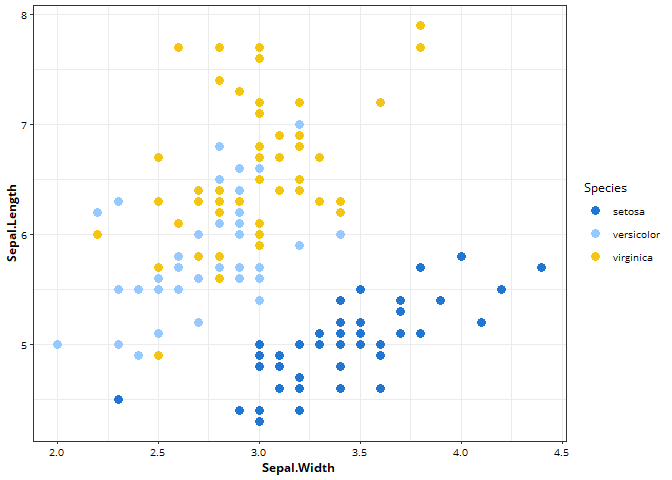 8
7
6
5
Sepal.Length
2.0 2.5 3.0 3.5 4.0 4.5
Sepal.Width
Species
setosa
versicolor
virginica